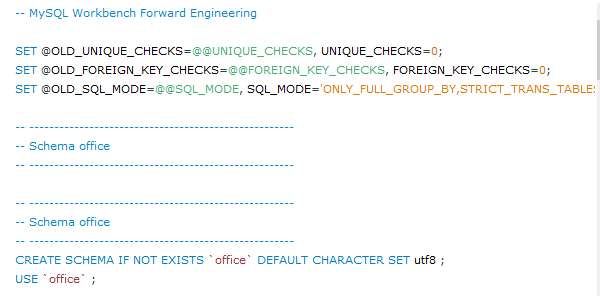 -- MySQL Workbench Forward Engineering
SET @OLD_UNIQUE_CHECKS=@@UNIQUE_CHECKS, UNIQUE_CHECKS=0;
SET @OLD_FOREIGN_KEY_CHECKS=@@FOREIGN_KEY_CHECKS, FOREIGN_KEY_CHECKS=0;
SET @OLD_SQL_MODE=@@SQL_MODE, SQL_MODE='ONLY_FULL_GROUP_BY,STRICT_TRANS_TABLES
-- -----------------------------------------------------
-- Schema office
-- -----------------------------------------------------
-- -----------------------------------------------------
-- Schema office
-- -----------------------------------------------------
CREATE SCHEMA IF NOT EXISTS `office` DEFAULT CHARACTER SET utf8 ;
USE `office` ;